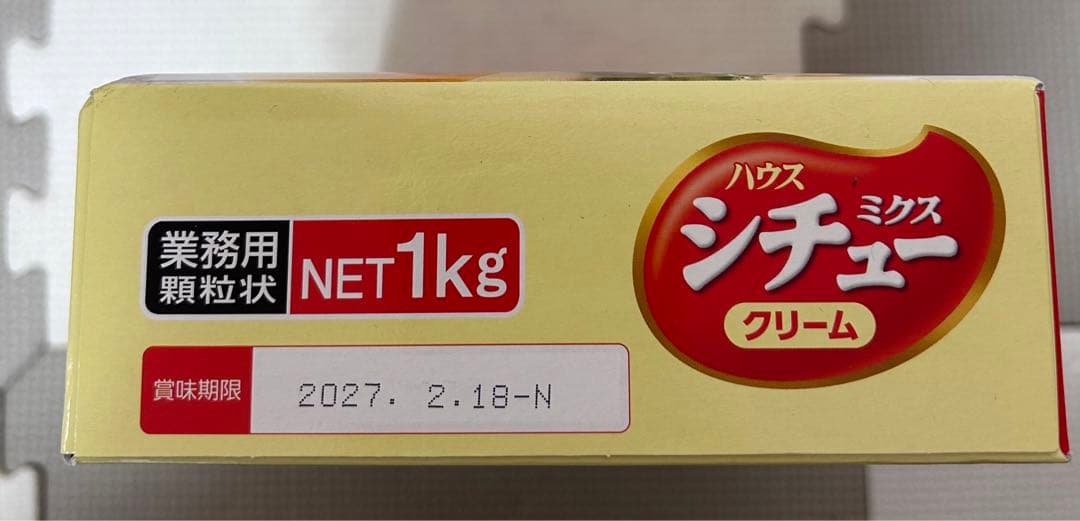 ハウス
シチューミクス
クリーム
業務用
顆粒状
NET1kg
賞味期限
2027. 2.18-N